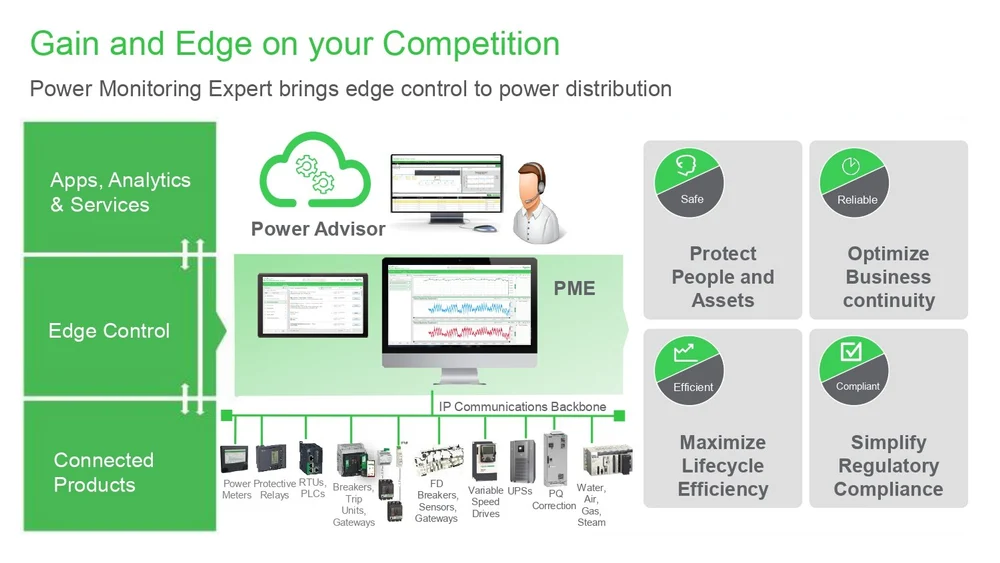 Gain and Edge on your Competition
Power Monitoring Expert brings edge control to power distribution
Apps, Analytics
& Services
Power Advisor
Edge Control
PME
IP Communications Backbone
Connected
Products
Power
Meters
Protective
Relays
RTUs,
PLCs
Breakers,
Trip
Units,
Gateways
FD
Breakers,
Sensors,
Gateways
Variable
Speed
Drives
UPSs
PQ
Correction
Water,
Air,
Gas,
Steam
Safe
Protect
People and
Assets
Reliable
Optimize
Business
continuity
Efficient
Maximize
Lifecycle
Efficiency
Compliant
Simplify
Regulatory
Compliance